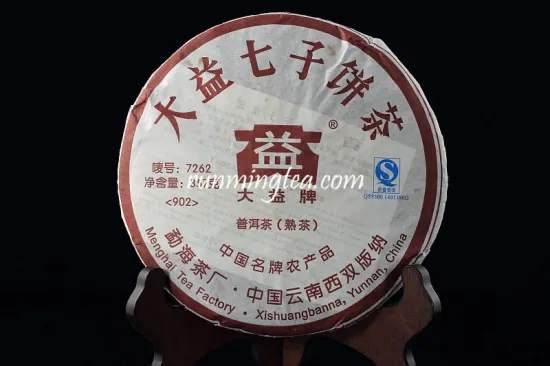 大益七子饼茶
益
®
唛号: 7262
净含量:
runmingtea.com
<902>
大益牌
普洱茶 (熟茶)
中国名牌农产品
QS5300 1401 0002
勐海茶厂 · 中国云南西双版纳
Menghai Tea Factory · Xishuangbanna, Yunnan, China